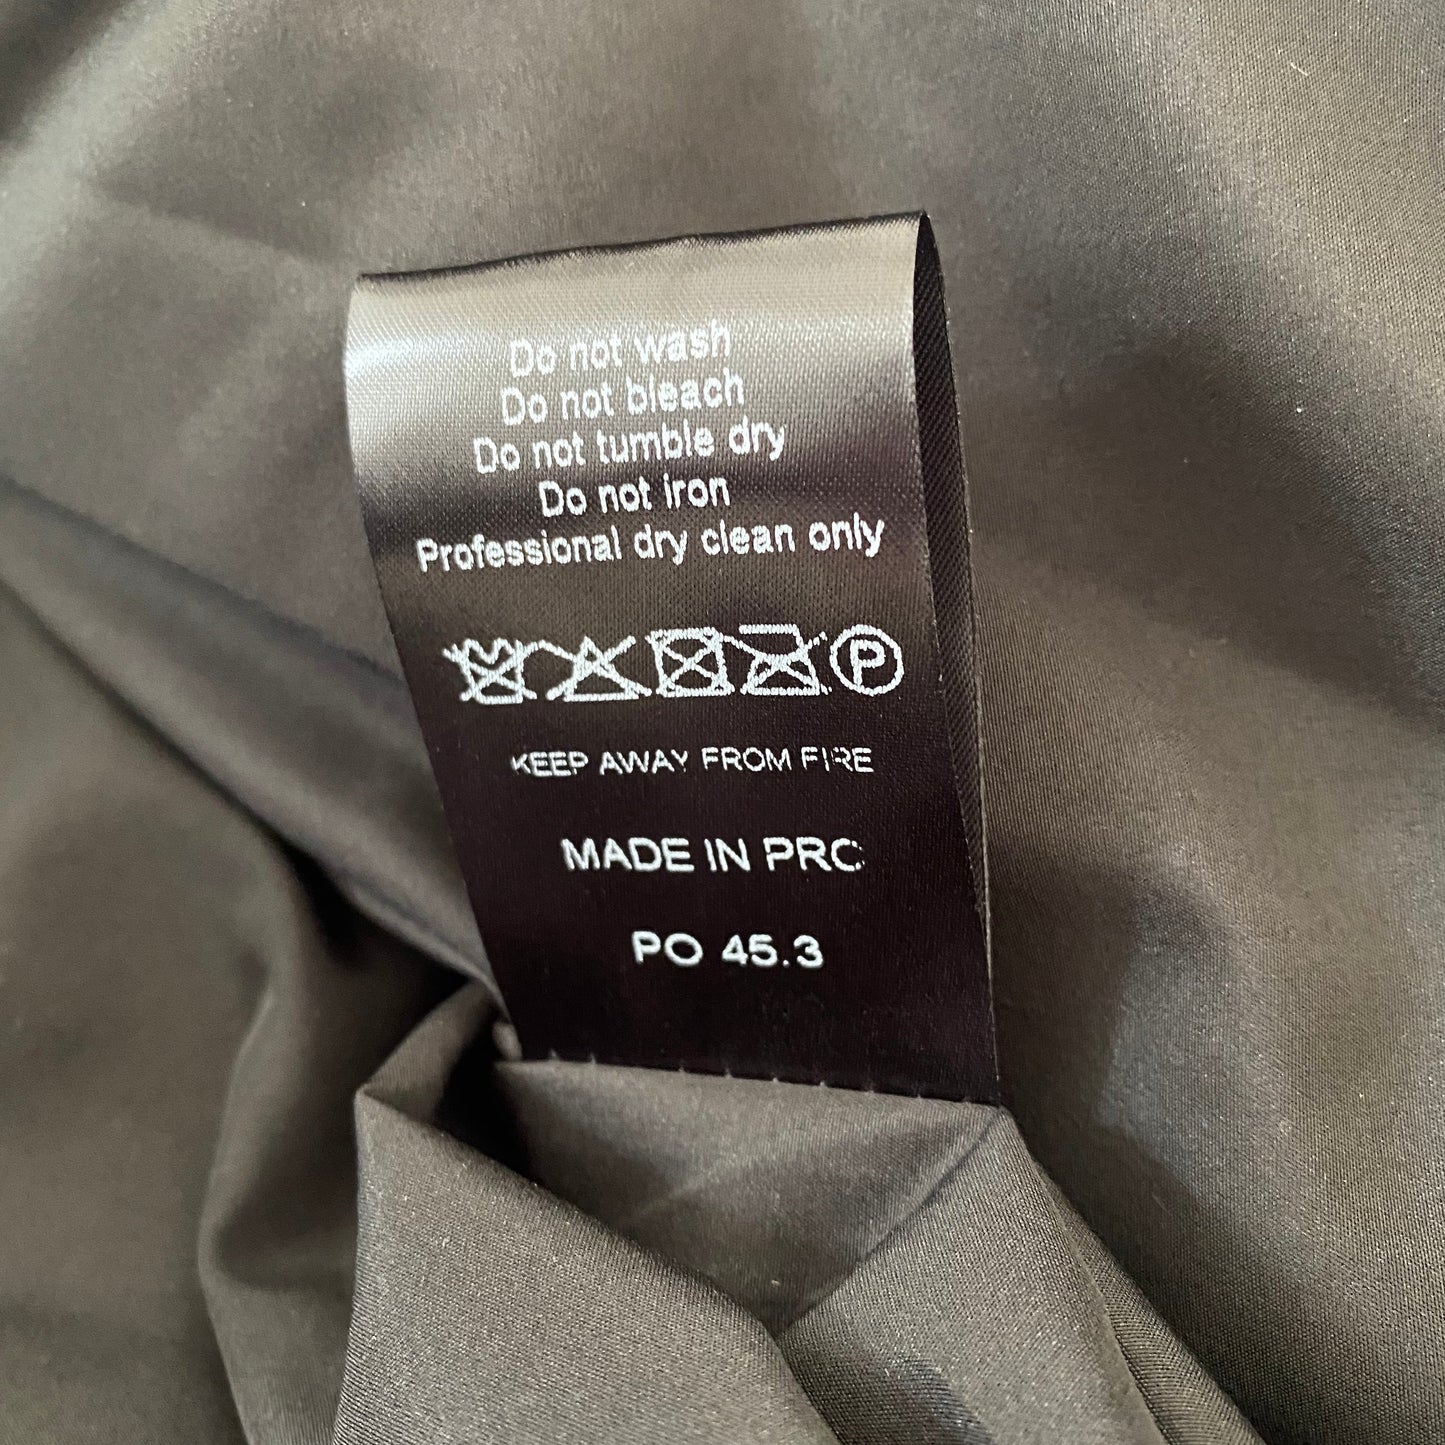 Do not wash
Do not bleach
Do not tumble dry
Do not iron
Professional dry clean only
P
KEEP AWAY FROM FIRE
MADE IN PRC
PO 45.3